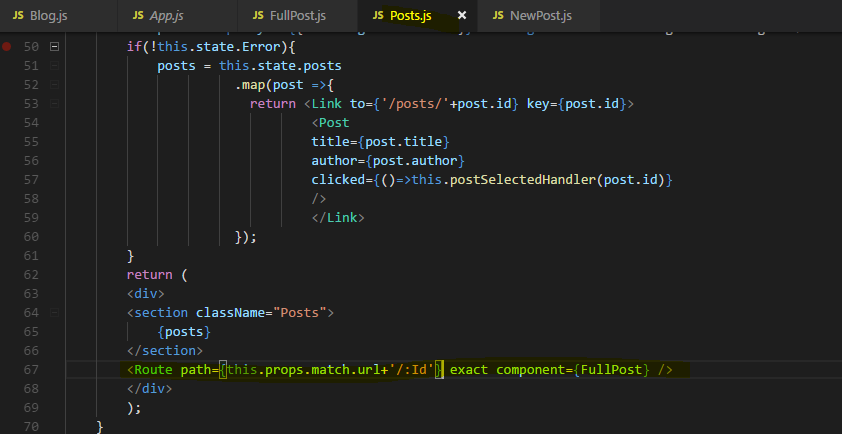 JS Blog.js JS App.js JS FullPost.js JS Posts.js × JS NewPost.js
50 if(!this.state.Error){
51 posts = this.state.posts
52 .map(post =>{
53 return <Link to={'/posts/'+post.id} key={post.id}>
54 <Post
55 title={post.title}
56 author={post.author}
57 clicked={()=>this.postSelectedHandler(post.id)}
58 />
59 </Link>
60 });
61 }
62 return (
63 <div>
64 <section className="Posts">
65 {posts}
66 </section>
67 <Route path={this.props.match.url+'/:Id'} exact component={FullPost} />
68 </div>
69 );
70 }